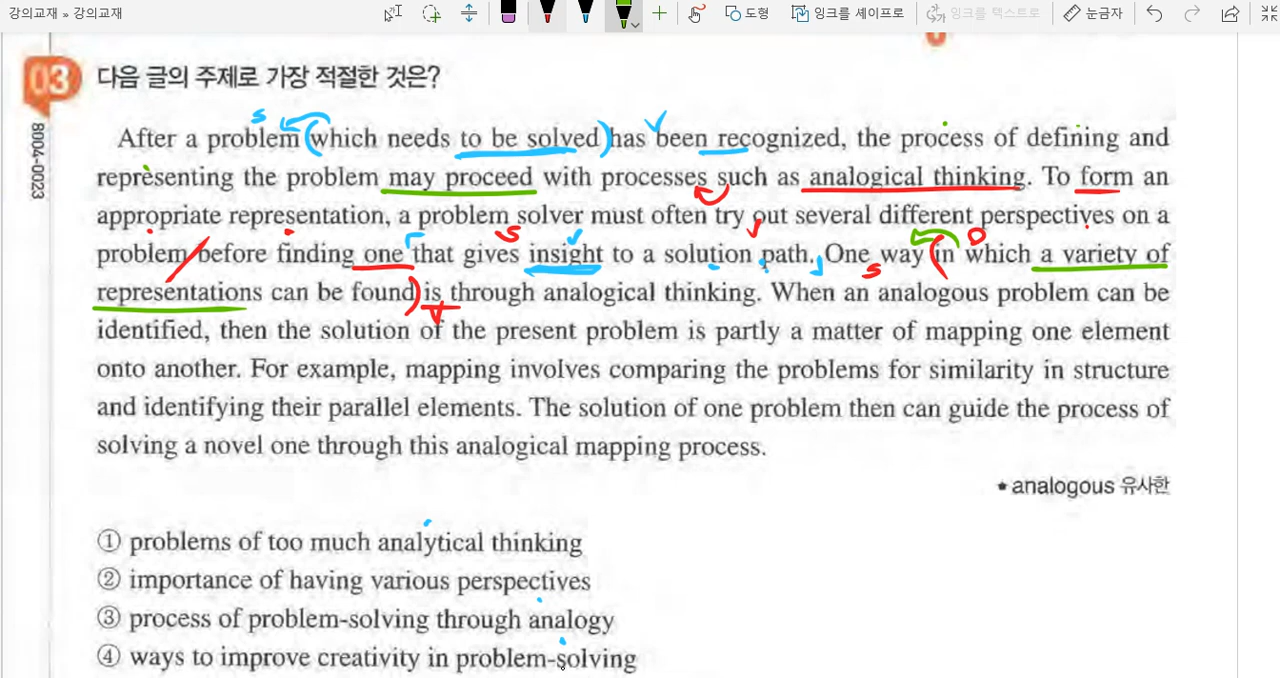 강의교재 » 강의교재
도형 잉크를 셰이프로 잉크를 텍스트로 눈금자
03 다음 글의 주제로 가장 적절한 것은?
8004-0023
After a problem which needs to be solved has been recognized, the process of defining and
representing the problem may proceed with processes such as analogical thinking. To form an
appropriate representation, a problem solver must often try out several different perspectives on a
problem before finding one that gives insight to a solution path. One way in which a variety of
representations can be found is through analogical thinking. When an analogous problem can be
identified, then the solution of the present problem is partly a matter of mapping one element
onto another. For example, mapping involves comparing the problems for similarity in structure
and identifying their parallel elements. The solution of one problem then can guide the process of
solving a novel one through this analogical mapping process.
* analogous 유사한
① problems of too much analytical thinking
② importance of having various perspectives
③ process of problem-solving through analogy
④ ways to improve creativity in problem-solving